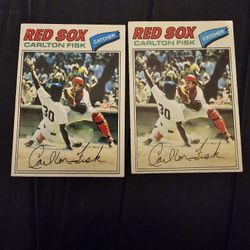 RED SOX
CARLTON FISK
CATCHER
30
Carlton Fisk
RED SOX
CARLTON FISK
CATCHER
30
Carlton Fisk